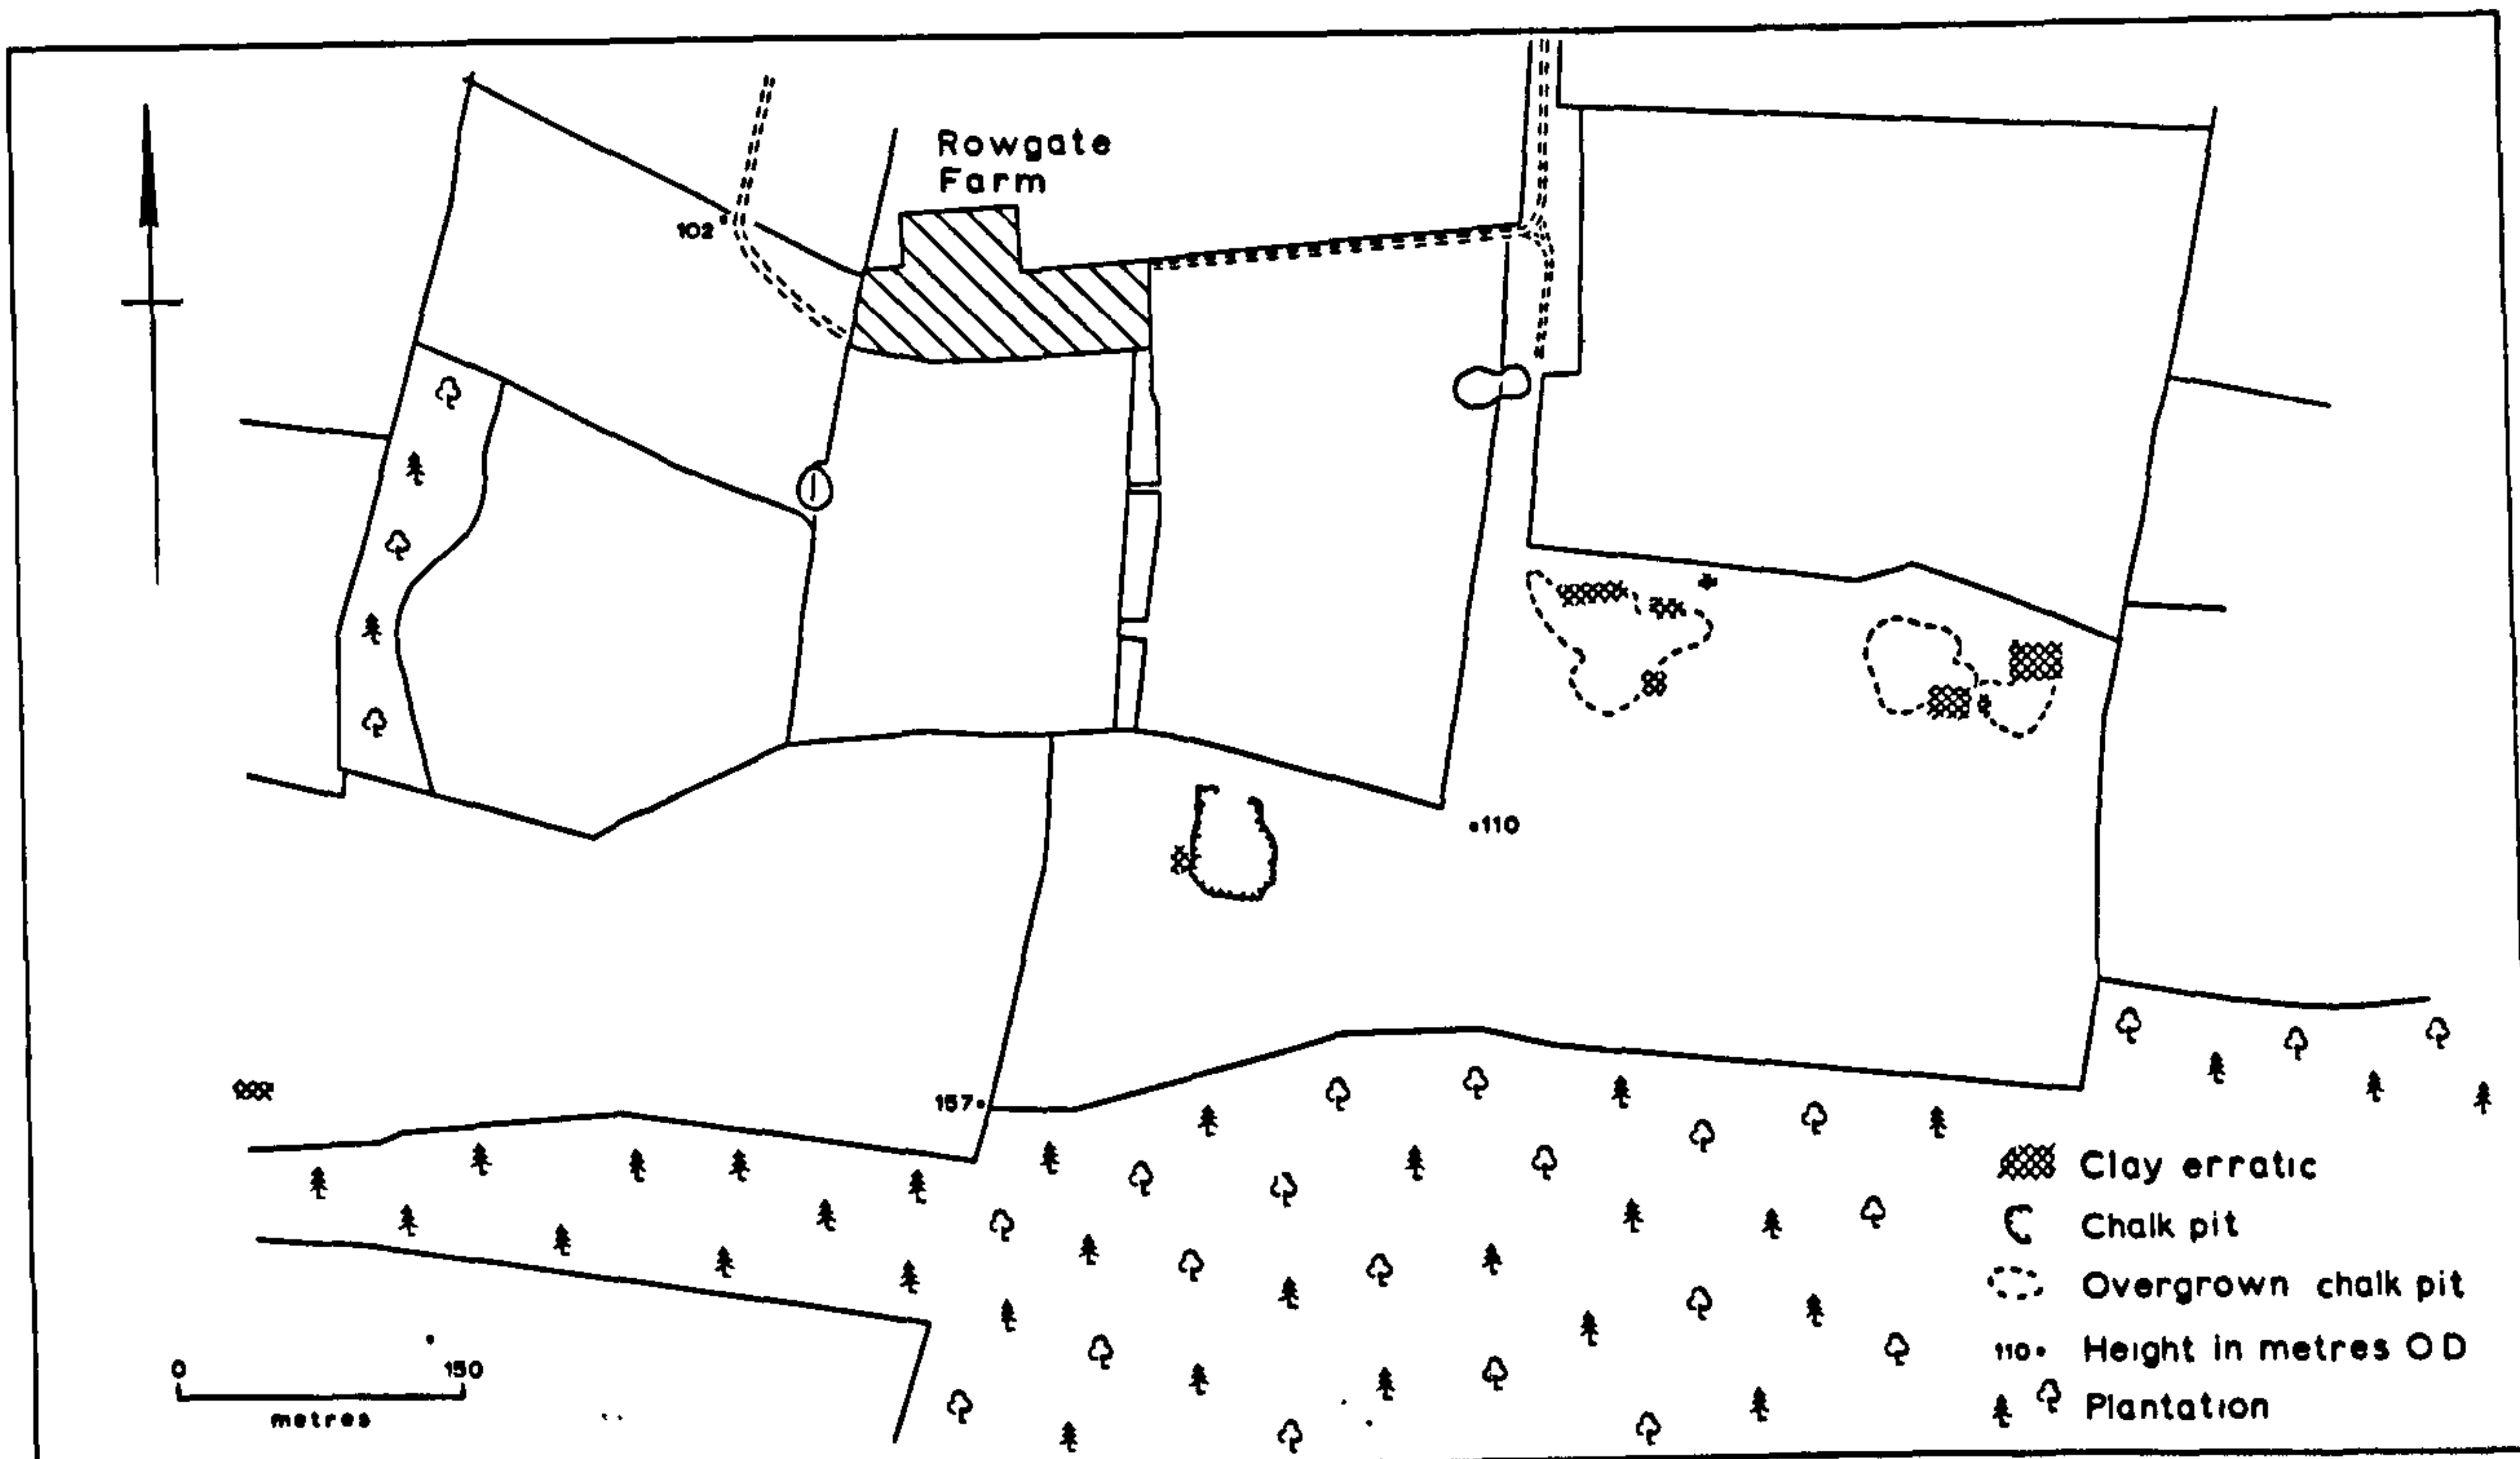 Rowgate
Farm
102
110
157
Clay erratic
Chalk pit
Overgrown chalk pit
110
Height in metres O D
Plantation
0
150
metres